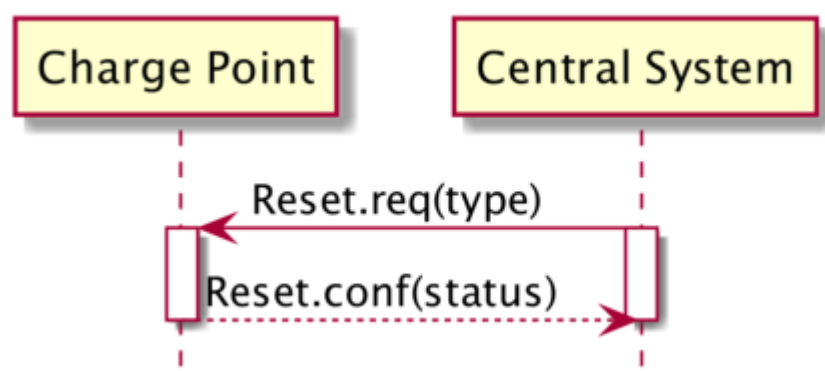 Charge Point
Central System
Reset.req(type)
Reset.conf(status)